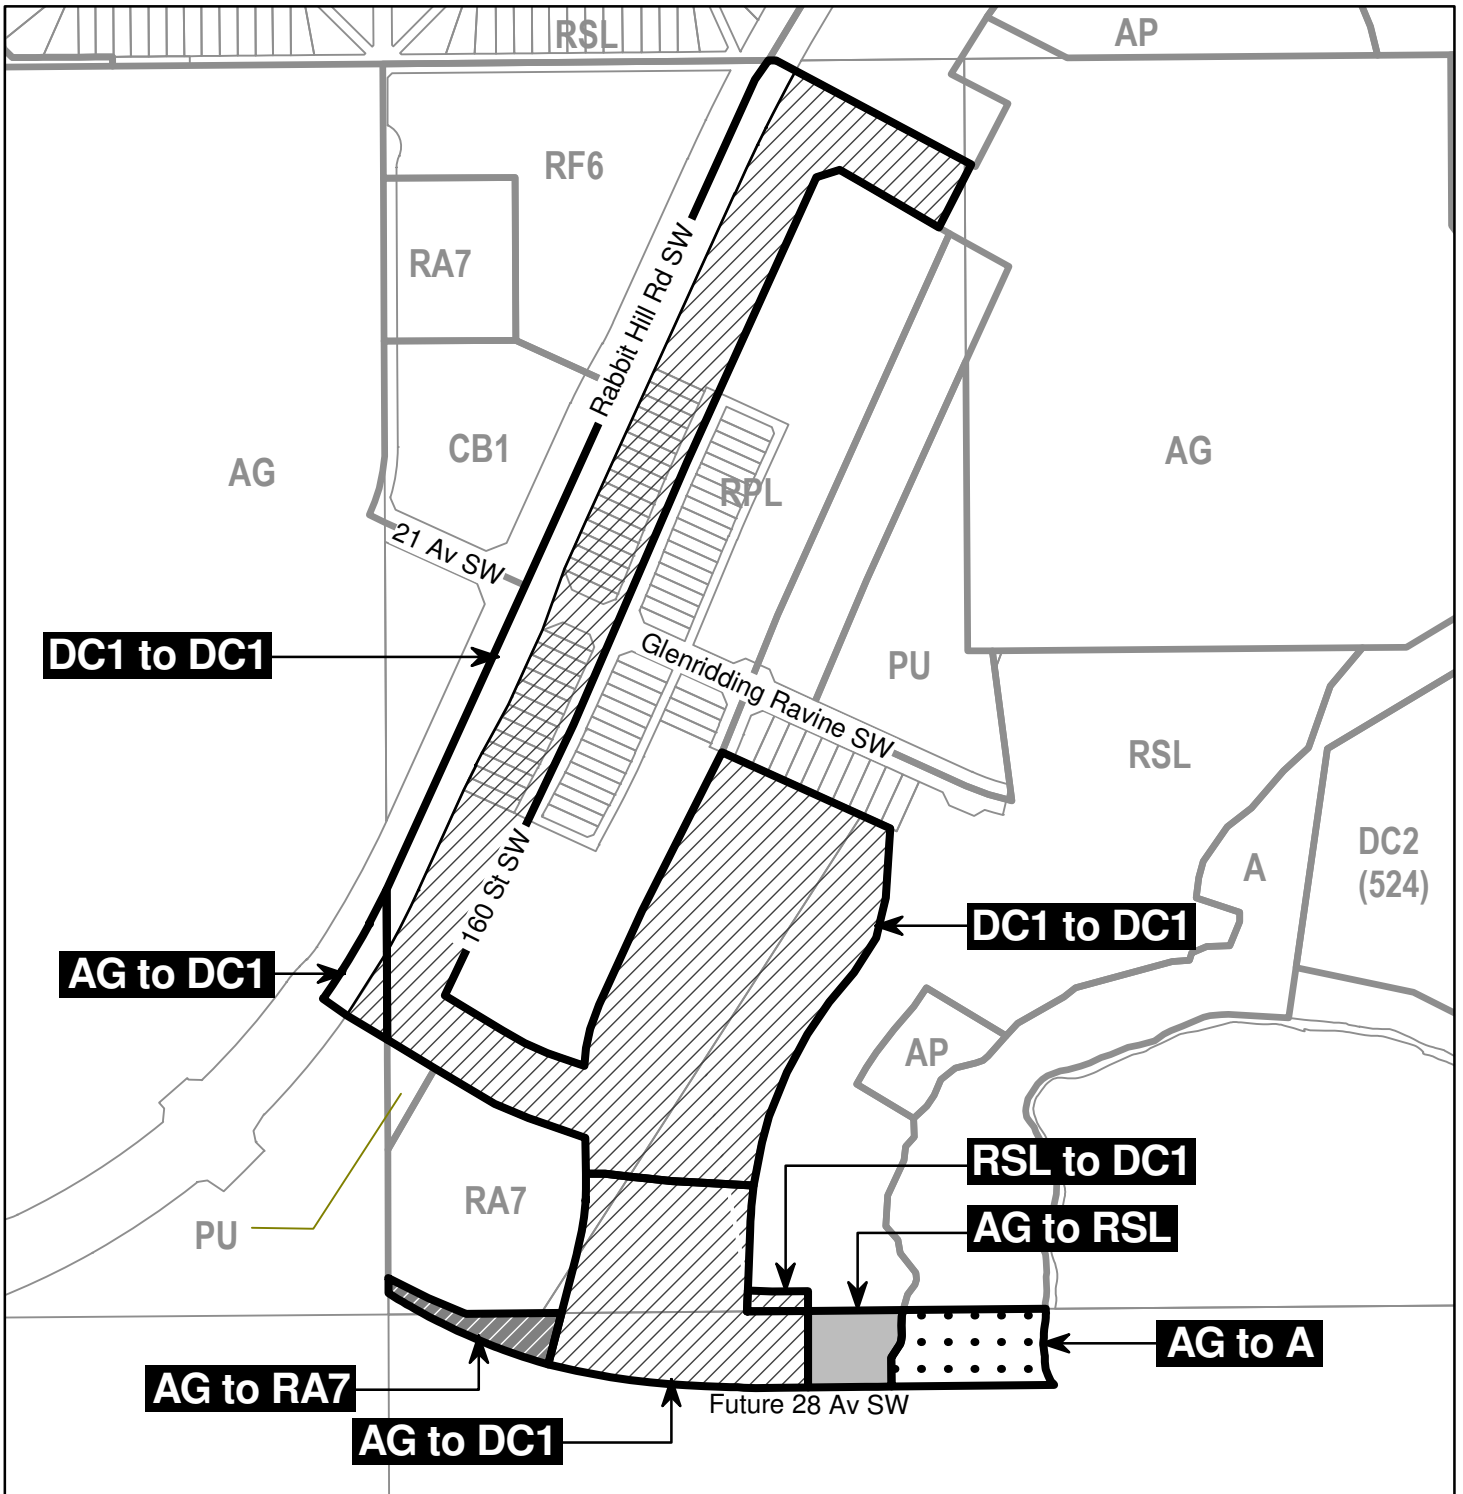 RSL
AP
RF6
RA7
Rabbit Hill Rd SW
CB1
AG
RPL
AG
21 Av SW
DC1 to DC1
Glenridding Ravine SW
PU
RSL
DC2
(524)
A
160 St SW
DC1 to DC1
AG to DC1
AP
RSL to DC1
RA7
PU
AG to RSL
AG to A
AG to RA7
Future 28 Av SW
AG to DC1